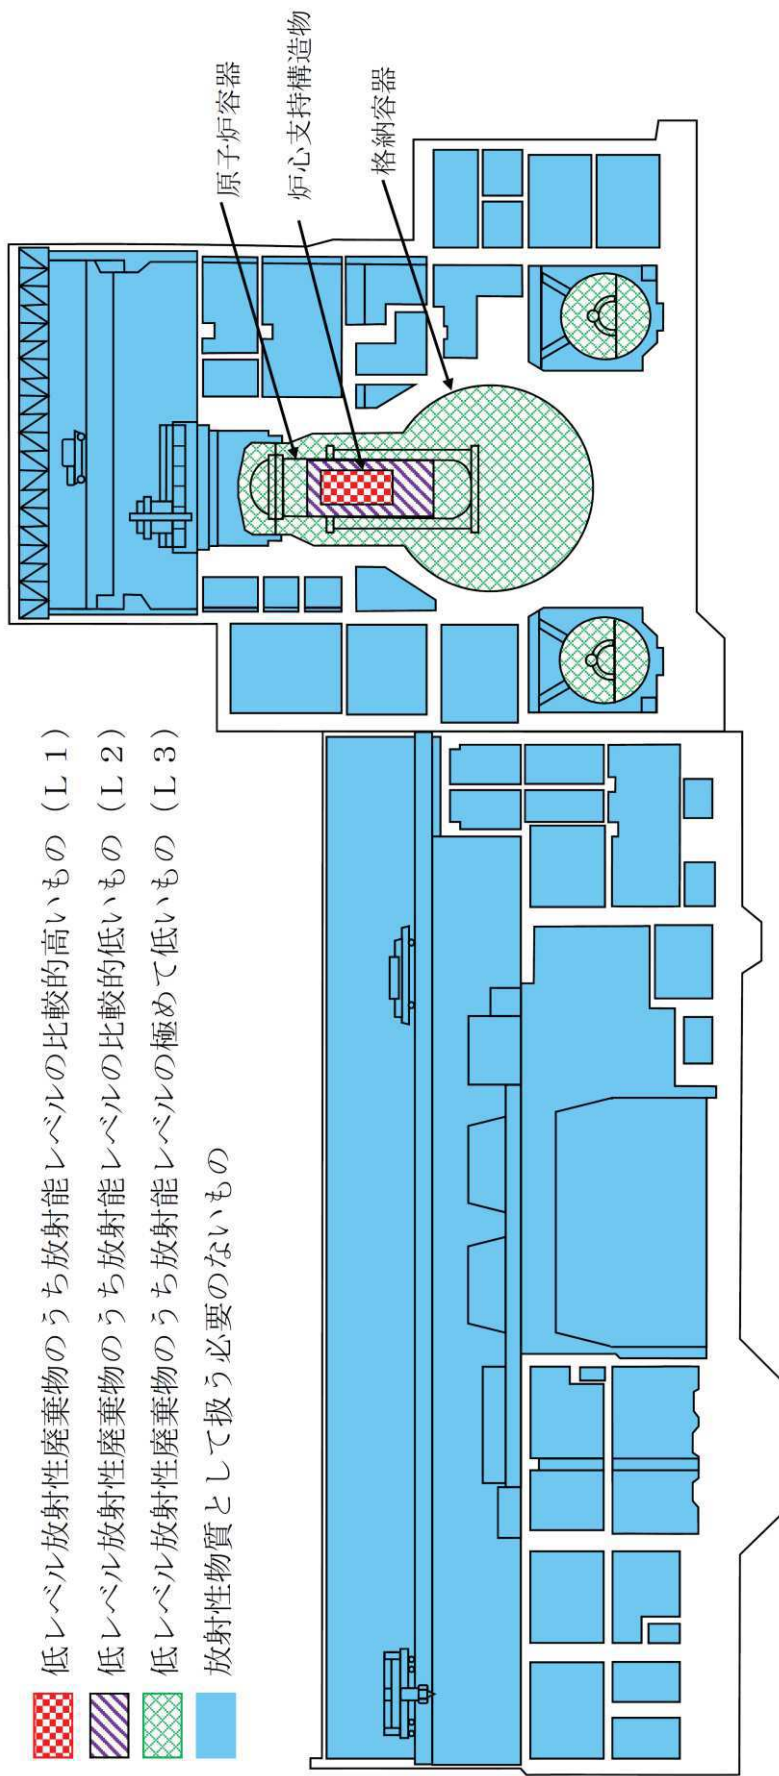 低レベル放射性廃棄物のうち放射能レベルの比較的高いもの（Ｌ１）
低レベル放射性廃棄物のうち放射能レベルの比較的低いもの（Ｌ２）
低レベル放射性廃棄物のうち放射能レベルの極めて低いもの（Ｌ３）
放射性物質として扱う必要のないもの
原子炉容器
炉心支持構造物
格納容器